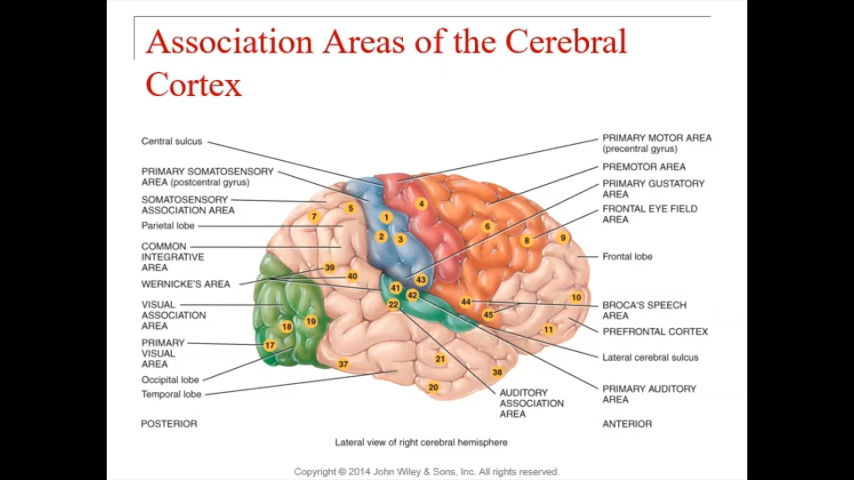 Association Areas of the Cerebral
Cortex
Central sulcus
PRIMARY SOMATOSENSORY
AREA (postcentral gyrus)
SOMATOSENSORY
ASSOCIATION AREA
Parietal lobe
COMMON
INTEGRATIVE
AREA
WERNICKE'S AREA
VISUAL
ASSOCIATION
AREA
PRIMARY
VISUAL
AREA
Occipital lobe
Temporal lobe
POSTERIOR
PRIMARY MOTOR AREA
(precentral gyrus)
PREMOTOR AREA
PRIMARY GUSTATORY
AREA
FRONTAL EYE FIELD
AREA
Frontal lobe
BROCA'S SPEECH
AREA
PREFRONTAL CORTEX
Lateral cerebral sulcus
PRIMARY AUDITORY
AREA
ANTERIOR
AUDITORY
ASSOCIATION
AREA
4
5
7
1
6
2
3
8
9
39
40
43
41
42
10
44
22
45
19
18
11
17
21
37
38
20
Lateral view of right cerebral hemisphere
Copyright © 2014 John Wiley & Sons, Inc. All rights reserved.